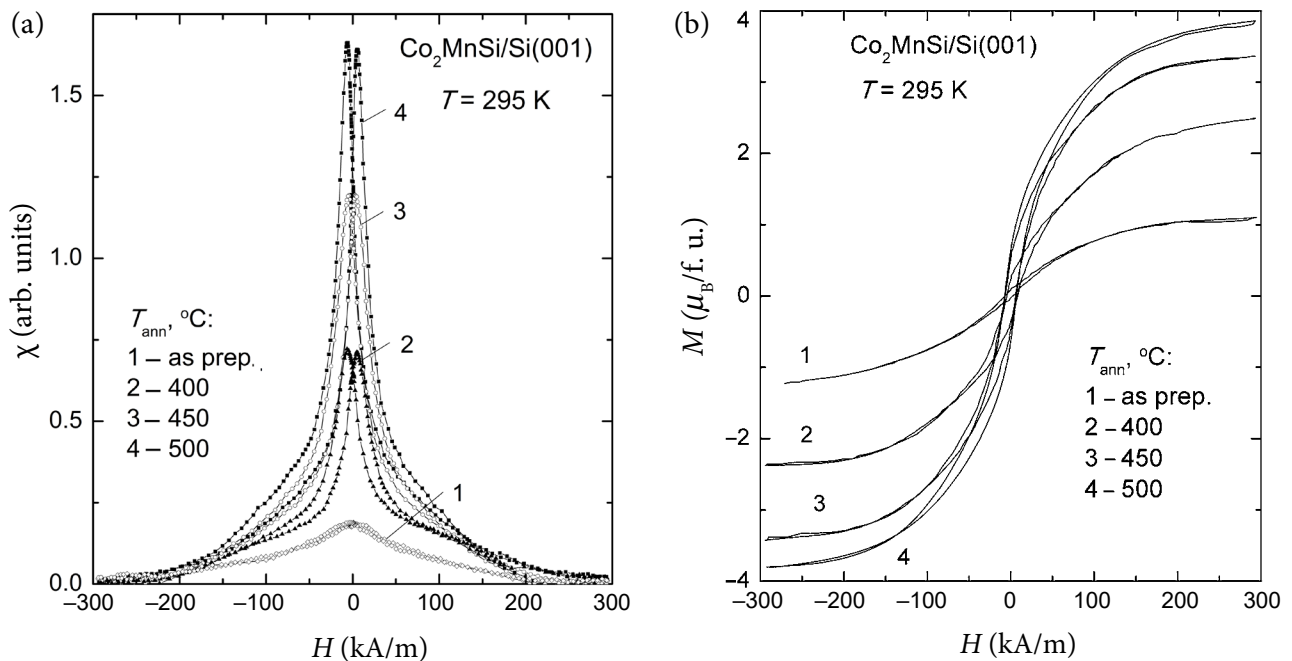 (a)
Co₂MnSi/Si(001)
T = 295 K
4
3
2
1
T_ann, °C:
1 – as prep.
2 – 400
3 – 450
4 – 500
1.5
1.0
0.5
0.0
–300 –200 –100 0 100 200 300
χ (arb. units)
H (kA/m)
(b)
Co₂MnSi/Si(001)
T = 295 K
1
2
3
4
T_ann, °C:
1 – as prep.
2 – 400
3 – 450
4 – 500
4
2
0
–2
–4
–300 –200 –100 0 100 200 300
M (μ_B/f. u.)
H (kA/m)